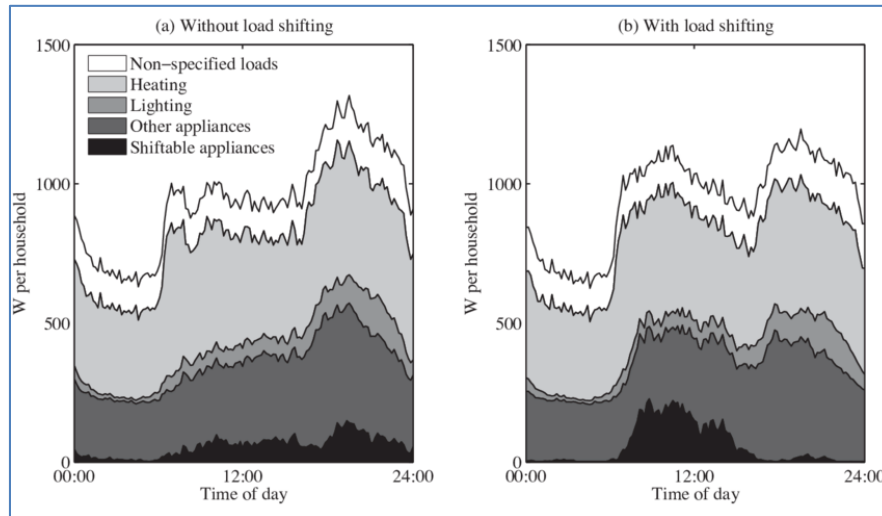 (a) Without load shifting
1500
Non−specified loads
Heating
Lighting
Other appliances
Shiftable appliances
1000
500
0
W per household
00:00 12:00 24:00
Time of day
(b) With load shifting
1500
1000
500
0
W per household
00:00 12:00 24:00
Time of day